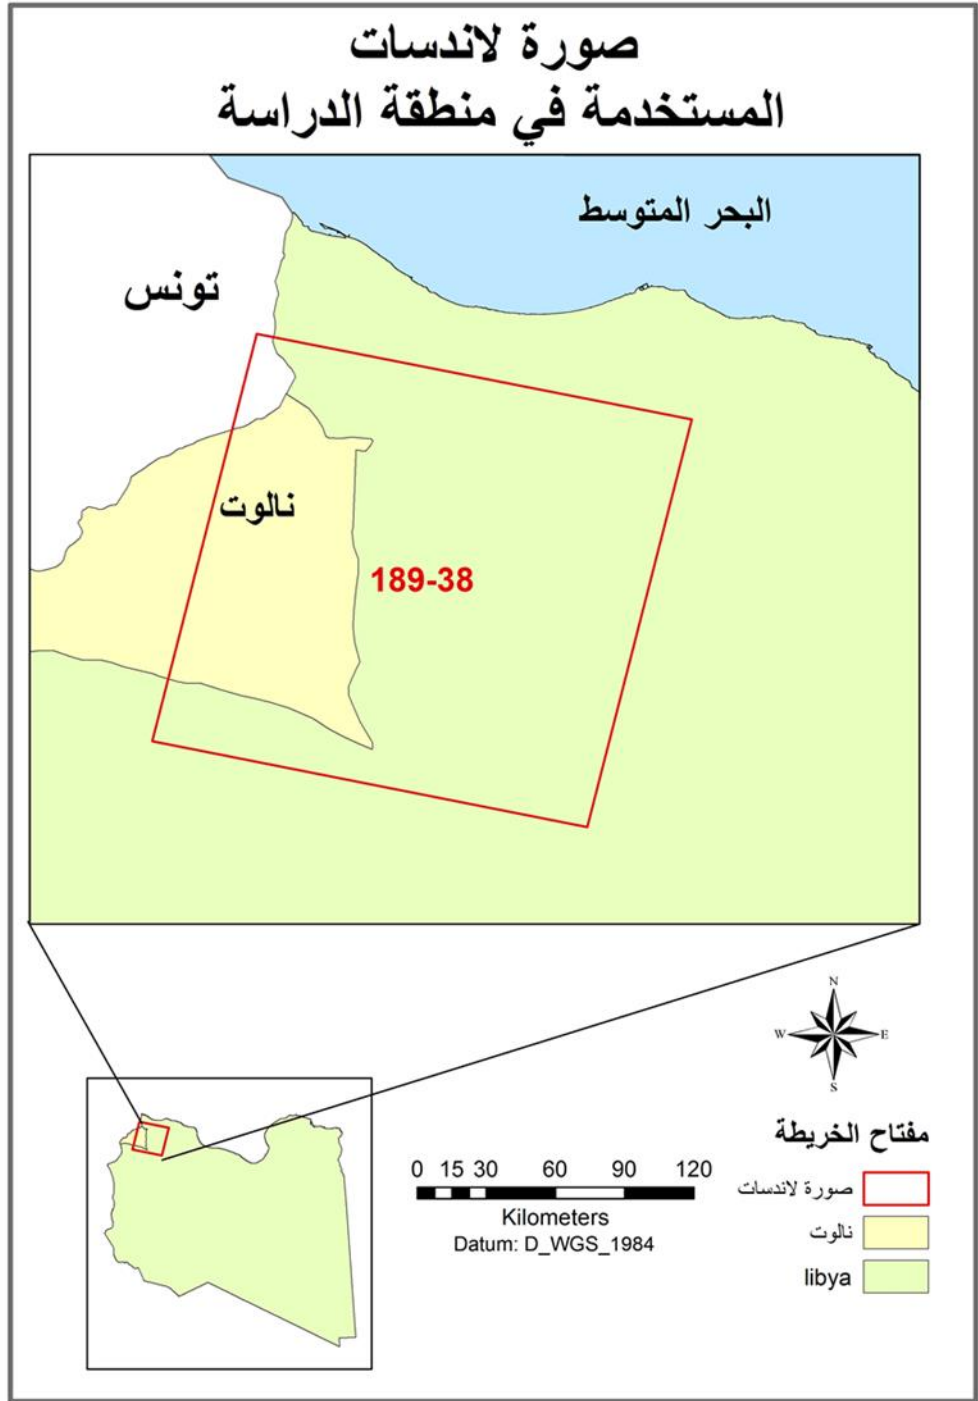 صورة لاندسات
المستخدمة في منطقة الدراسة
البحر المتوسط
تونس
نالوت
189-38
N
W E
S
مفتاح الخريطة
صورة لاندسات
نالوت
libya
0 15 30 60 90 120
Kilometers
Datum: D_WGS_1984